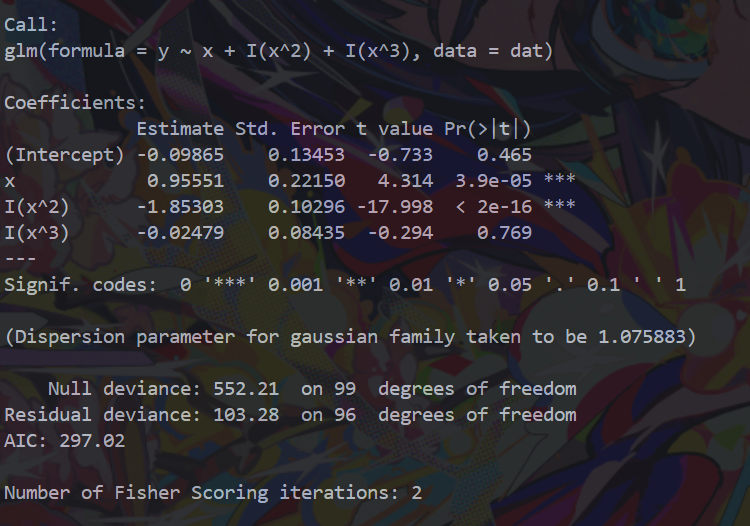 Call:
glm(formula = y ~ x + I(x^2) + I(x^3), data = dat)
Coefficients:
            Estimate Std. Error t value Pr(>|t|)
(Intercept) -0.09865    0.13453  -0.733    0.465
x            0.95551    0.22150   4.314  3.9e-05 ***
I(x^2)      -1.85303    0.10296 -17.998  < 2e-16 ***
I(x^3)      -0.02479    0.08435  -0.294    0.769
---
Signif. codes:  0 '***' 0.001 '**' 0.01 '*' 0.05 '.' 0.1 ' ' 1
(Dispersion parameter for gaussian family taken to be 1.075883)
    Null deviance: 552.21  on 99  degrees of freedom
Residual deviance: 103.28  on 96  degrees of freedom
AIC: 297.02
Number of Fisher Scoring iterations: 2